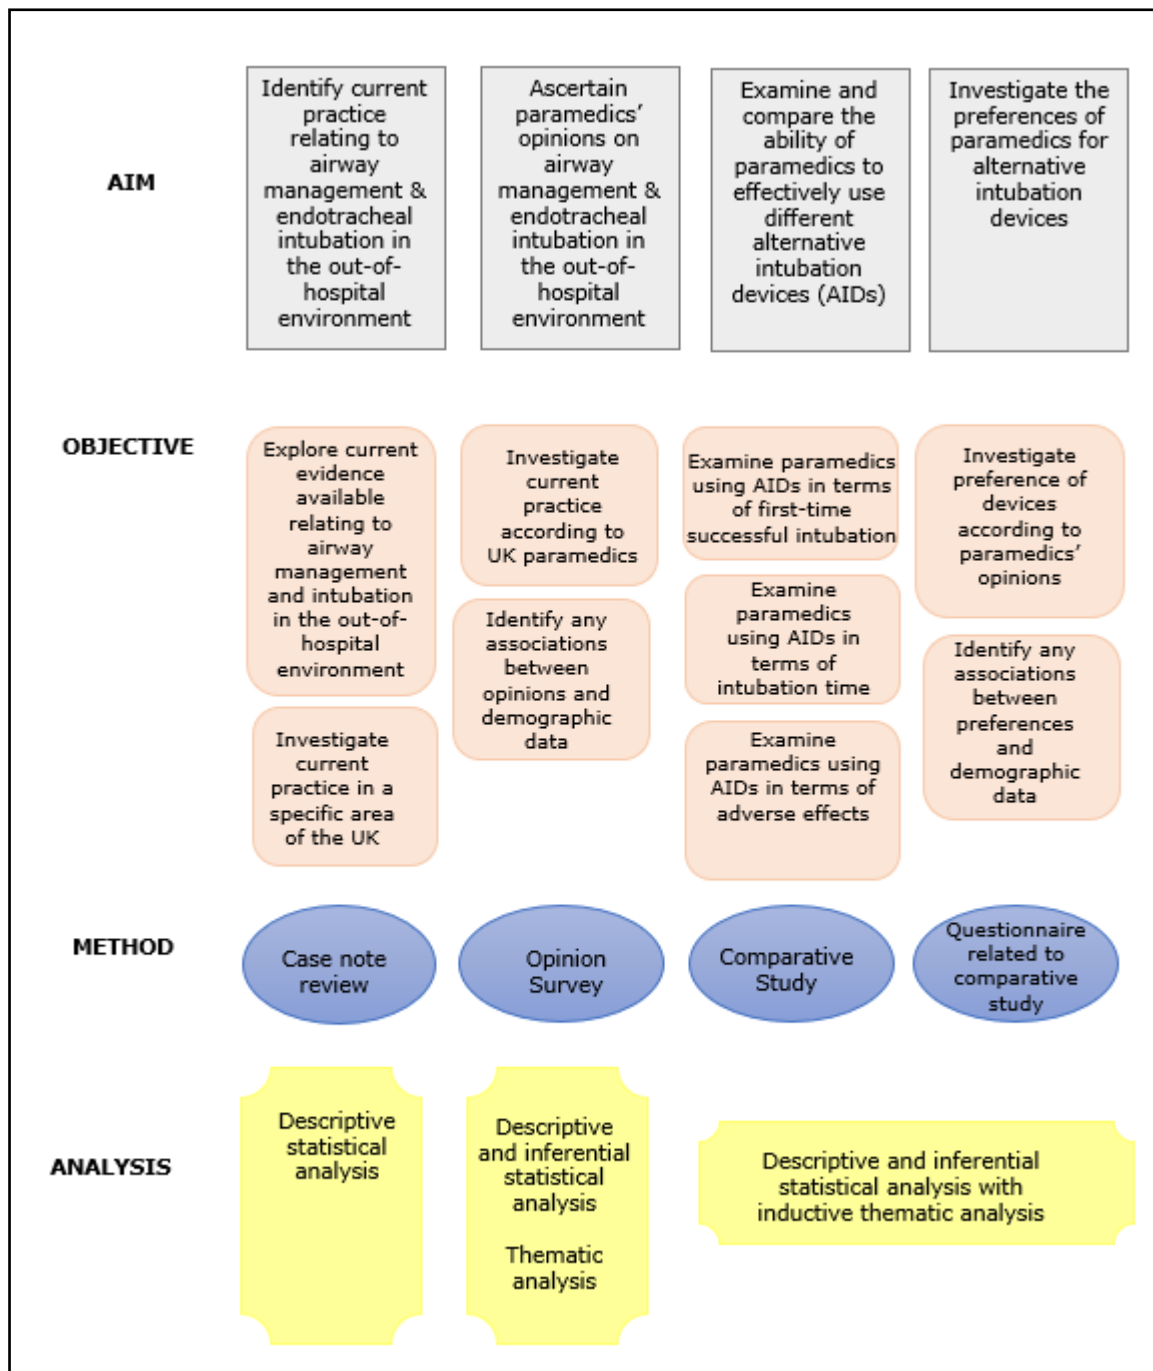 AIM
Identify current
practice
relating to
airway
management &
endotracheal
intubation in
the out-of-
hospital
environment
Ascertain
paramedics’
opinions on
airway
management &
endotracheal
intubation in
the out-of-
hospital
environment
Examine and
compare the
ability of
paramedics to
effectively use
different
alternative
intubation
devices (AIDs)
Investigate the
preferences of
paramedics for
alternative
intubation
devices
OBJECTIVE
Explore current
evidence
available
relating to
airway
management
and intubation
in the out-of-
hospital
environment
Investigate
current
practice in a
specific area
of the UK
Investigate
current
practice
according to
UK paramedics
Identify any
associations
between
opinions and
demographic
data
Examine paramedics
using AIDs in terms
of first-time
successful intubation
Examine
paramedics
using AIDs in
terms of
intubation time
Examine
paramedics using
AIDs in terms of
adverse effects
Investigate
preference of
devices
according to
paramedics’
opinions
Identify any
associations
between
preferences
and
demographic
data
METHOD
Case note
review
Opinion
Survey
Comparative
Study
Questionnaire
related to
comparative
study
ANALYSIS
Descriptive
statistical
analysis
Descriptive
and inferential
statistical
analysis
Thematic
analysis
Descriptive and inferential
statistical analysis with
inductive thematic analysis